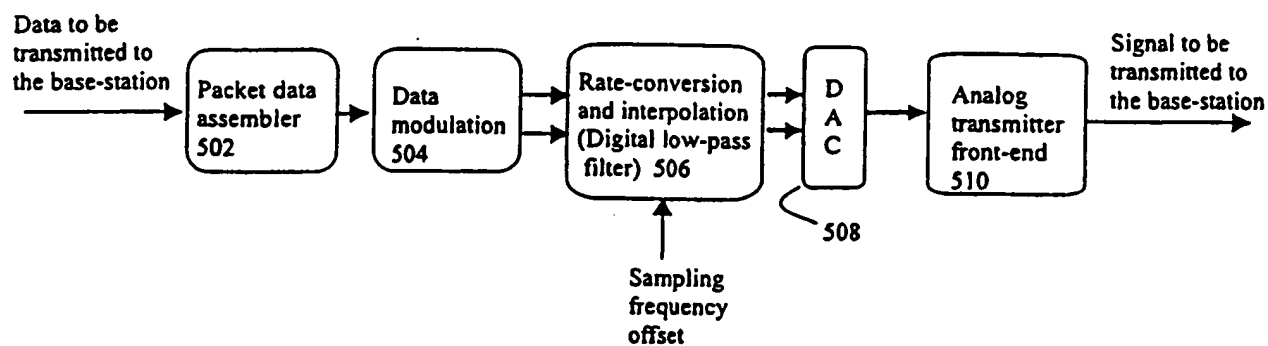 Data to be
transmitted to
the base-station
Packet data
assembler
502
Data
modulation
504
Rate-conversion
and interpolation
(Digital low-pass
filter) 506
D
A
C
508
Analog
transmitter
front-end
510
Signal to be
transmitted to
the base-station
Sampling
frequency
offset